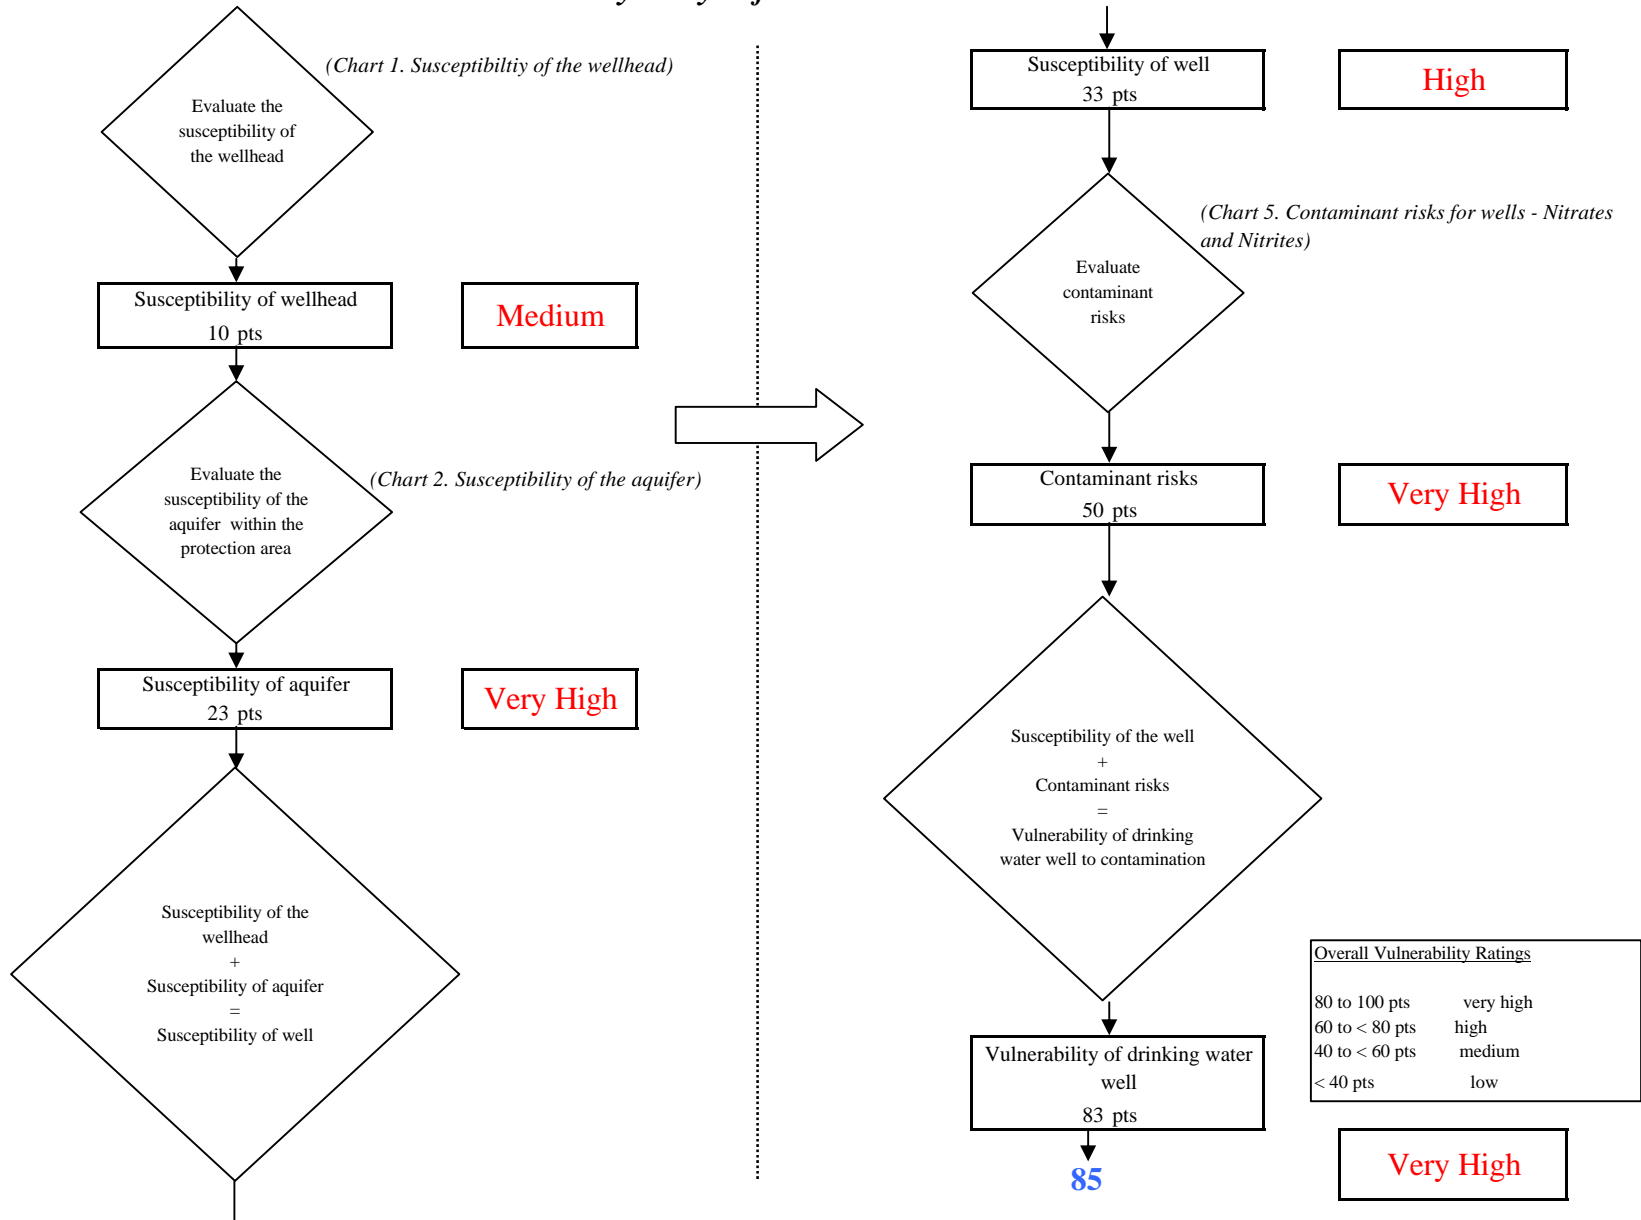 (Chart 1. Susceptibiltiy of the wellhead)
Evaluate the
susceptibility of
the wellhead
Susceptibility of wellhead
10 pts
Medium
(Chart 2. Susceptibility of the aquifer)
Evaluate the
susceptibility of the
aquifer within the
protection area
Susceptibility of aquifer
23 pts
Very High
Susceptibility of the
wellhead
+
Susceptibility of aquifer
=
Susceptibility of well
Susceptibility of well
33 pts
High
(Chart 5. Contaminant risks for wells - Nitrates
and Nitrites)
Evaluate
contaminant
risks
Contaminant risks
50 pts
Very High
Susceptibility of the well
+
Contaminant risks
=
Vulnerability of drinking
water well to contamination
Overall Vulnerability Ratings
80 to 100 pts very high
60 to < 80 pts high
40 to < 60 pts medium
< 40 pts low
Vulnerability of drinking water
well
83 pts
85
Very High